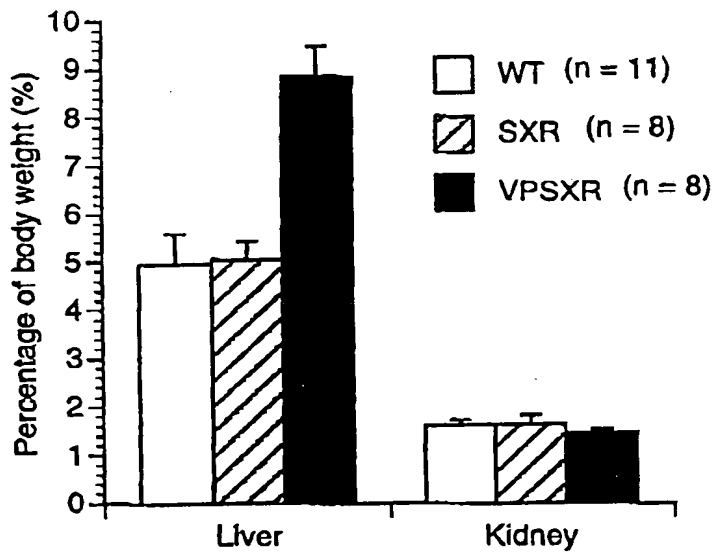 Percentage of body weight (%)
10
9
8
7
6
5
4
3
2
1
0
WT (n = 11)
SXR (n = 8)
VPSXR (n = 8)
Liver
Kidney